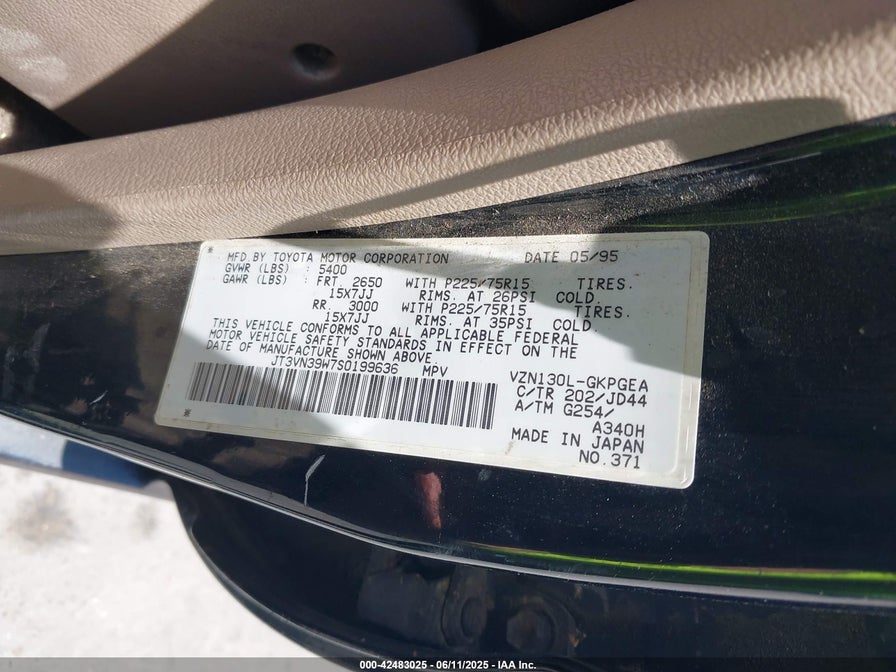 MFD BY TOYOTA MOTOR CORPORATION DATE 05/95
GVWR (LBS) : 5400
GAWR (LBS) : FRT. 2650 WITH P225/75R15 TIRES.
15X7JJ RIMS. AT 26PSI COLD.
RR. 3000 WITH P225/75R15 TIRES.
15X7JJ RIMS. AT 35PSI COLD.
THIS VEHICLE CONFORMS TO ALL APPLICABLE FEDERAL
MOTOR VEHICLE SAFETY STANDARDS IN EFFECT ON THE
DATE OF MANUFACTURE SHOWN ABOVE.
JT3VN39W7S0199636 MPV
VZN130L-GKPGEA
C/TR 202/JD44
A/TM G254/
A340H
MADE IN JAPAN
NO.371
000-42483025 - 06/11/2025 - IAA Inc.